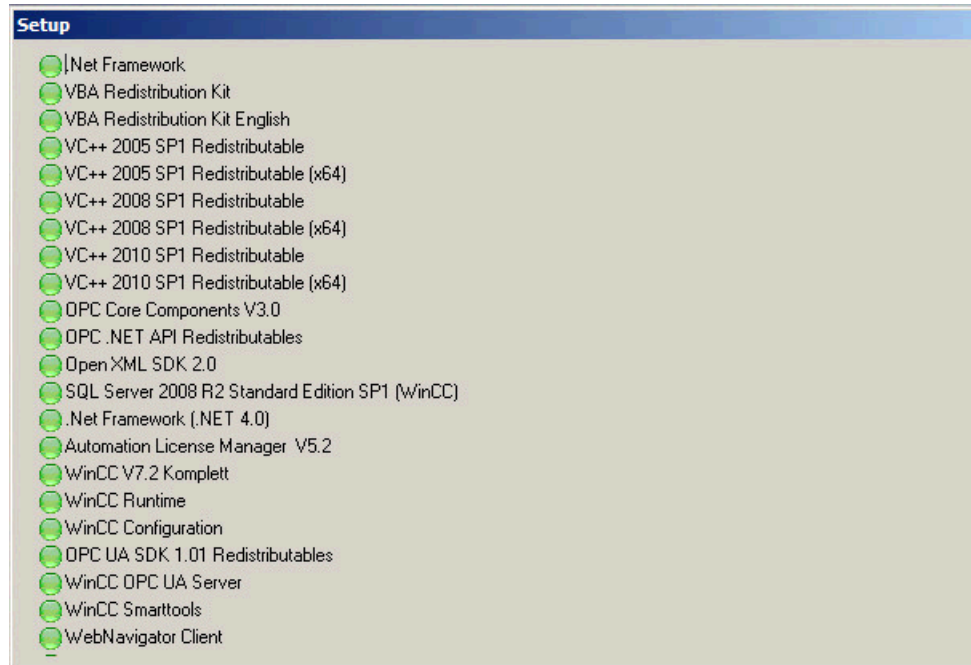 Setup
.Net Framework
VBA Redistribution Kit
VBA Redistribution Kit English
VC++ 2005 SP1 Redistributable
VC++ 2005 SP1 Redistributable (x64)
VC++ 2008 SP1 Redistributable
VC++ 2008 SP1 Redistributable (x64)
VC++ 2010 SP1 Redistributable
VC++ 2010 SP1 Redistributable (x64)
OPC Core Components V3.0
OPC .NET API Redistributables
Open XML SDK 2.0
SQL Server 2008 R2 Standard Edition SP1 (WinCC)
.Net Framework (.NET 4.0)
Automation License Manager V5.2
WinCC V7.2 Komplett
WinCC Runtime
WinCC Configuration
OPC UA SDK 1.01 Redistributables
WinCC OPC UA Server
WinCC Smarttools
WebNavigator Client